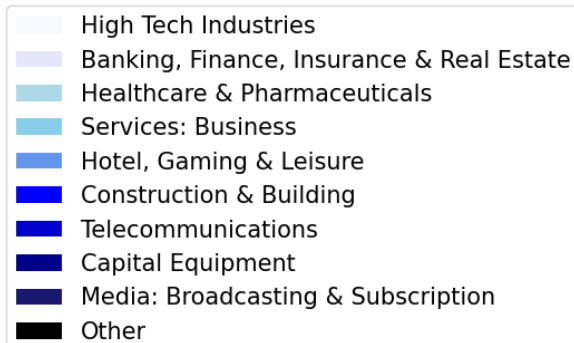 High Tech Industries
Banking, Finance, Insurance & Real Estate
Healthcare & Pharmaceuticals
Services: Business
Hotel, Gaming & Leisure
Construction & Building
Telecommunications
Capital Equipment
Media: Broadcasting & Subscription
Other